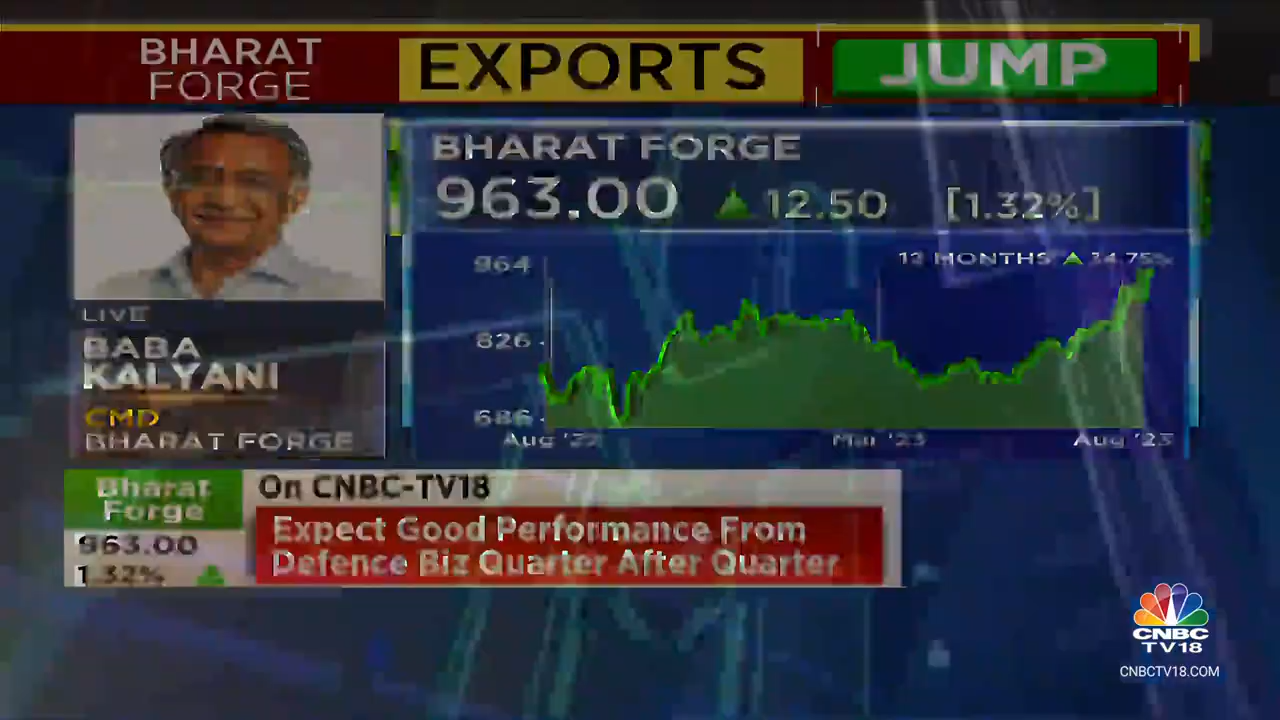 BHARAT
FORGE
EXPORTS
JUMP
BHARAT FORGE
963.00 ▲ 12.50 [1.32%]
12 MONTHS ▲ 34.75%
964
826
686
Aug '22 Mar '23 Aug '23
LIVE
BABA
KALYANI
CMD
BHARAT FORGE
Bharat
Forge
963.00
1.32% ▲
On CNBC-TV18
Expect Good Performance From
Defence Biz Quarter After Quarter
CNBC
TV18
CNBCTV18.COM